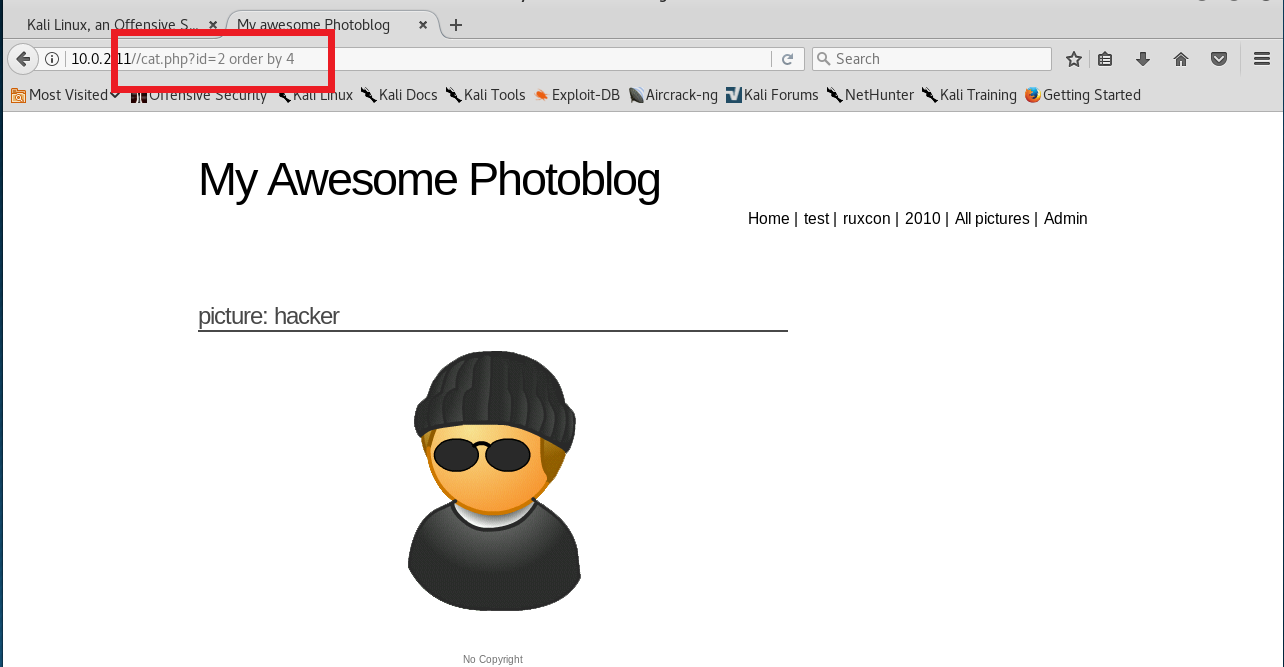 Kali Linux, an Offensive S...
My awesome Photoblog
10.0.2.11//cat.php?id=2 order by 4
Search
Most Visited
Offensive Security
Kali Linux
Kali Docs
Kali Tools
Exploit-DB
Aircrack-ng
Kali Forums
NetHunter
Kali Training
Getting Started
My Awesome Photoblog
Home | test | ruxcon | 2010 | All pictures | Admin
picture: hacker
No Copyright